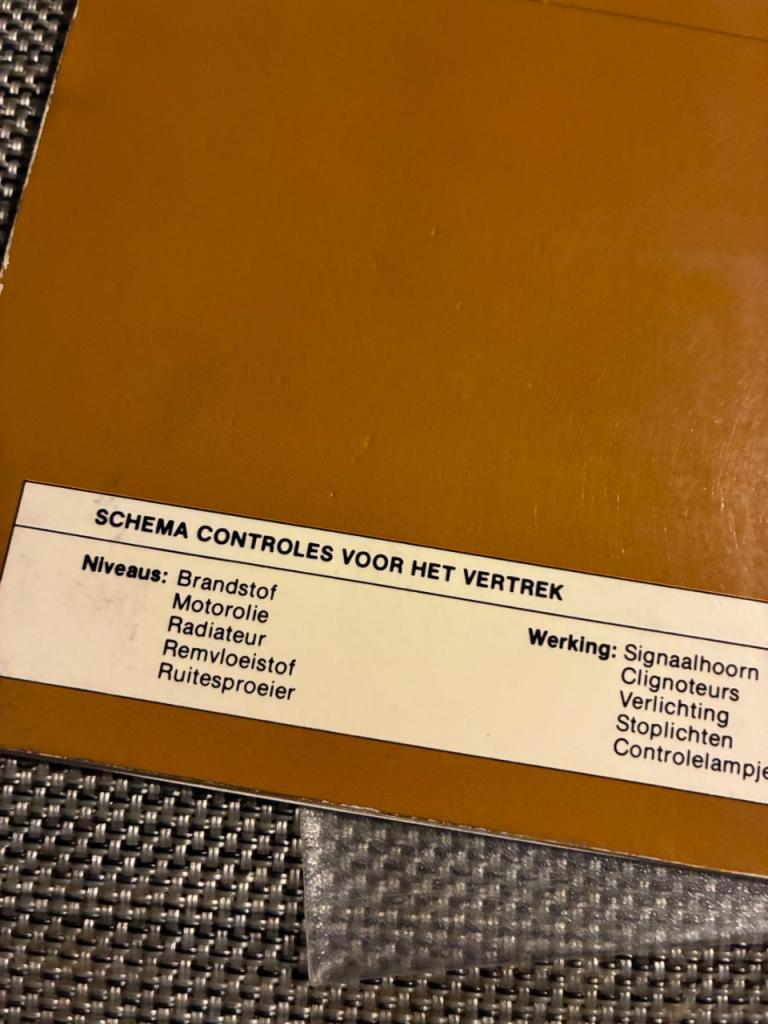 SCHEMA CONTROLES VOOR HET VERTREK
Niveaus: Brandstof
Motorolie
Radiateur
Remvloeistof
Ruitesproeier
Werking: Signaalhoorn
Clignoteurs
Verlichting
Stoplichten